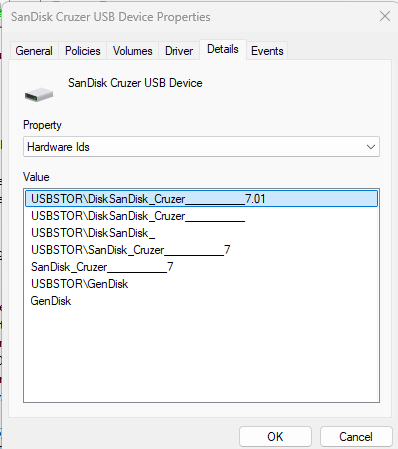 SanDisk Cruzer USB Device Properties
General Policies Volumes Driver Details Events
SanDisk Cruzer USB Device
Property
Hardware Ids
Value
USBSTOR\DiskSanDisk_Cruzer__________7.01
USBSTOR\DiskSanDisk_Cruzer__________
USBSTOR\DiskSanDisk_
USBSTOR\SanDisk_Cruzer__________7
SanDisk_Cruzer__________7
USBSTOR\GenDisk
GenDisk
OK Cancel